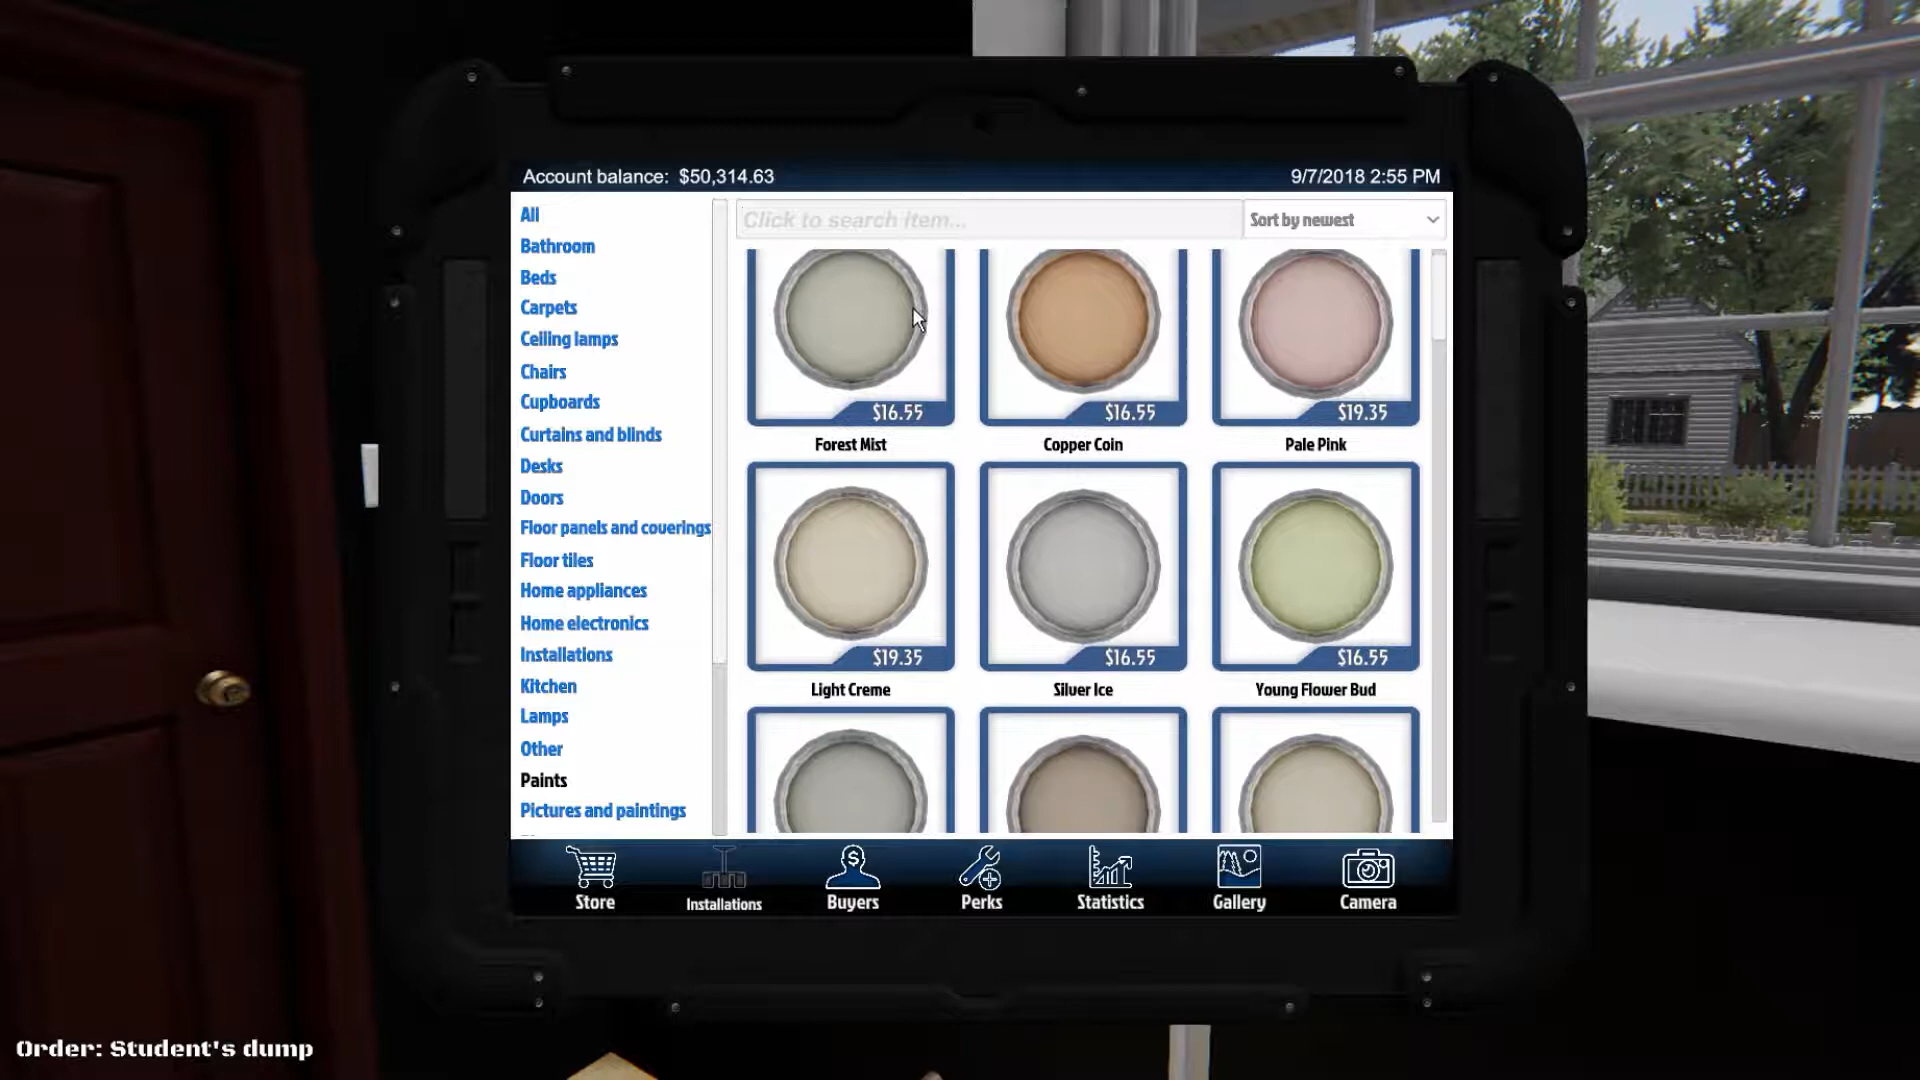 Account balance: $50,314.63
9/7/2018 2:55 PM
All
Bathroom
Beds
Carpets
Ceiling lamps
Chairs
Cupboards
Curtains and blinds
Desks
Doors
Floor panels and coverings
Floor tiles
Home appliances
Home electronics
Installations
Kitchen
Lamps
Other
Paints
Pictures and paintings
Click to search item...
Sort by newest
$16.55
$16.55
$19.35
Forest Mist
Copper Coin
Pale Pink
$19.35
$16.55
$16.55
Light Creme
Silver Ice
Young Flower Bud
Store
Installations
Buyers
Perks
Statistics
Gallery
Camera
Order: Student's dump